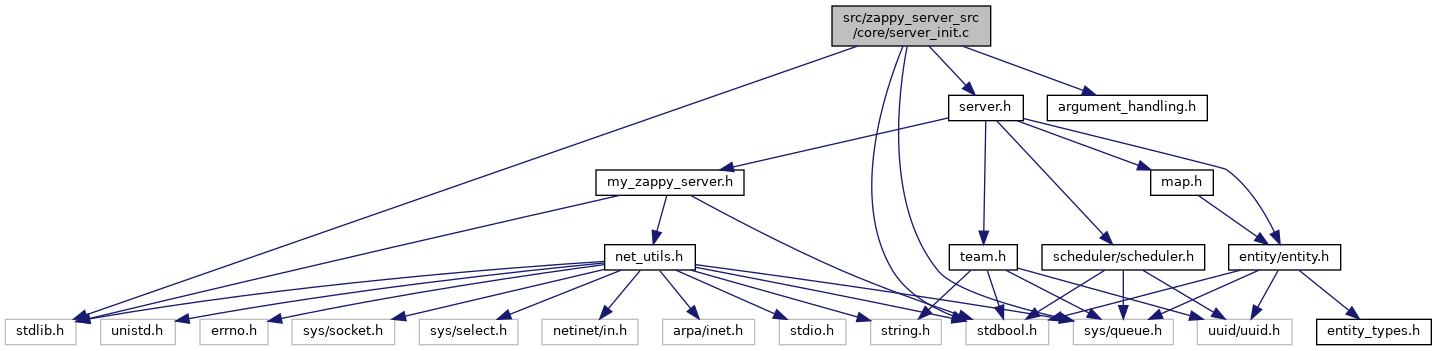 src/zappy_server_src
/core/server_init.c
server.h
argument_handling.h
my_zappy_server.h
map.h
net_utils.h
team.h
scheduler/scheduler.h
entity/entity.h
stdlib.h
unistd.h
errno.h
sys/socket.h
sys/select.h
netinet/in.h
arpa/inet.h
stdio.h
string.h
stdbool.h
sys/queue.h
uuid/uuid.h
entity_types.h